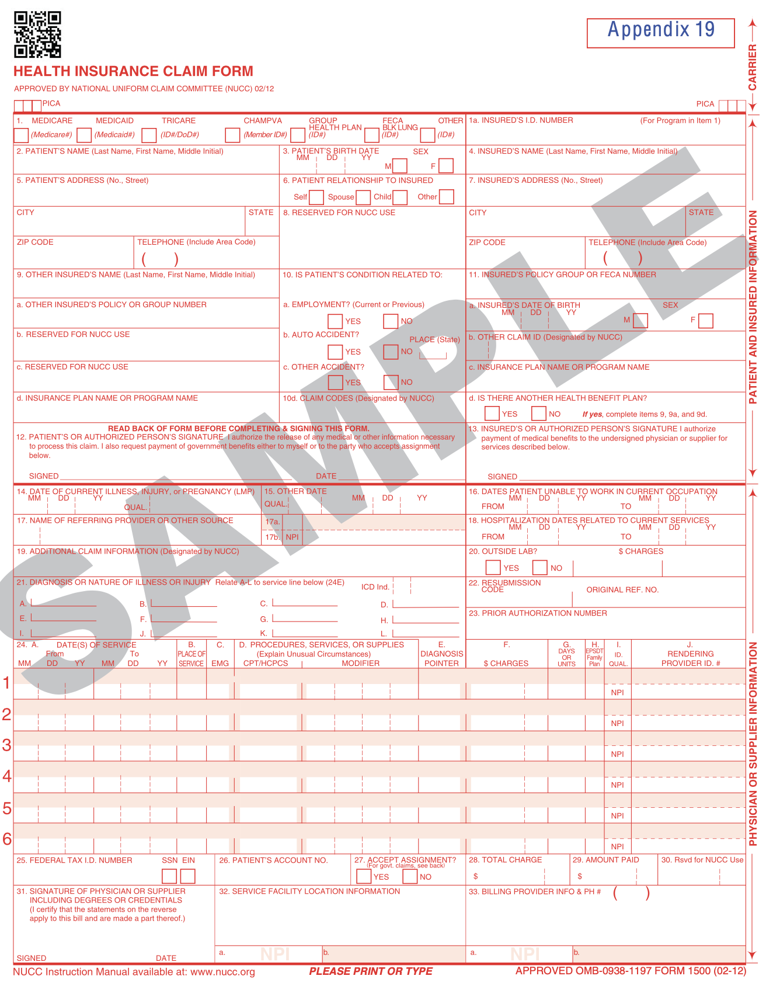 Appendix 19
HEALTH INSURANCE CLAIM FORM
APPROVED BY NATIONAL UNIFORM CLAIM COMMITTEE (NUCC) 02/12
PICA
PICA
CARRIER
1. MEDICARE MEDICAID TRICARE CHAMPVA GROUP HEALTH PLAN FECA BLK LUNG OTHER
(Medicare#) (Medicaid#) (ID#/DoD#) (Member ID#) (ID#) (ID#) (ID#)
1a. INSURED'S I.D. NUMBER (For Program in Item 1)
2. PATIENT'S NAME (Last Name, First Name, Middle Initial)
3. PATIENT'S BIRTH DATE SEX
MM DD YY M F
4. INSURED'S NAME (Last Name, First Name, Middle Initial)
5. PATIENT'S ADDRESS (No., Street)
6. PATIENT RELATIONSHIP TO INSURED
Self Spouse Child Other
7. INSURED'S ADDRESS (No., Street)
CITY STATE
8. RESERVED FOR NUCC USE
CITY STATE
ZIP CODE TELEPHONE (Include Area Code)
( )
ZIP CODE TELEPHONE (Include Area Code)
( )
9. OTHER INSURED'S NAME (Last Name, First Name, Middle Initial)
10. IS PATIENT'S CONDITION RELATED TO:
11. INSURED'S POLICY GROUP OR FECA NUMBER
a. OTHER INSURED'S POLICY OR GROUP NUMBER
a. EMPLOYMENT? (Current or Previous)
YES NO
a. INSURED'S DATE OF BIRTH SEX
MM DD YY M F
b. RESERVED FOR NUCC USE
b. AUTO ACCIDENT? PLACE (State)
YES NO
b. OTHER CLAIM ID (Designated by NUCC)
c. RESERVED FOR NUCC USE
c. OTHER ACCIDENT?
YES NO
c. INSURANCE PLAN NAME OR PROGRAM NAME
d. INSURANCE PLAN NAME OR PROGRAM NAME
10d. CLAIM CODES (Designated by NUCC)
d. IS THERE ANOTHER HEALTH BENEFIT PLAN?
YES NO If yes, complete items 9, 9a, and 9d.
READ BACK OF FORM BEFORE COMPLETING & SIGNING THIS FORM.
12. PATIENT'S OR AUTHORIZED PERSON'S SIGNATURE I authorize the release of any medical or other information necessary
to process this claim. I also request payment of government benefits either to myself or to the party who accepts assignment
below.
SIGNED DATE
13. INSURED'S OR AUTHORIZED PERSON'S SIGNATURE I authorize
payment of medical benefits to the undersigned physician or supplier for
services described below.
SIGNED
PATIENT AND INSURED INFORMATION
14. DATE OF CURRENT ILLNESS, INJURY, or PREGNANCY (LMP)
MM DD YY QUAL.
15. OTHER DATE
QUAL. MM DD YY
16. DATES PATIENT UNABLE TO WORK IN CURRENT OCCUPATION
MM DD YY MM DD YY
FROM TO
17. NAME OF REFERRING PROVIDER OR OTHER SOURCE
17a.
17b. NPI
18. HOSPITALIZATION DATES RELATED TO CURRENT SERVICES
MM DD YY MM DD YY
FROM TO
19. ADDITIONAL CLAIM INFORMATION (Designated by NUCC)
20. OUTSIDE LAB? $ CHARGES
YES NO
21. DIAGNOSIS OR NATURE OF ILLNESS OR INJURY Relate A-L to service line below (24E)
ICD Ind.
A. B. C. D.
E. F. G. H.
I. J. K. L.
22. RESUBMISSION
CODE ORIGINAL REF. NO.
23. PRIOR AUTHORIZATION NUMBER
24. A. DATE(S) OF SERVICE
From To
MM DD YY MM DD YY
B.
PLACE OF
SERVICE
C.
EMG
D. PROCEDURES, SERVICES, OR SUPPLIES
(Explain Unusual Circumstances)
CPT/HCPCS MODIFIER
E.
DIAGNOSIS
POINTER
F.
$ CHARGES
G.
DAYS
OR
UNITS
H.
EPSDT
Family
Plan
I.
ID.
QUAL.
J.
RENDERING
PROVIDER ID. #
1
NPI
2
NPI
3
NPI
4
NPI
5
NPI
6
NPI
PHYSICIAN OR SUPPLIER INFORMATION
25. FEDERAL TAX I.D. NUMBER SSN EIN
26. PATIENT'S ACCOUNT NO.
27. ACCEPT ASSIGNMENT?
(For govt. claims, see back)
YES NO
28. TOTAL CHARGE
$
29. AMOUNT PAID
$
30. Rsvd for NUCC Use
31. SIGNATURE OF PHYSICIAN OR SUPPLIER
INCLUDING DEGREES OR CREDENTIALS
(I certify that the statements on the reverse
apply to this bill and are made a part thereof.)
SIGNED DATE
32. SERVICE FACILITY LOCATION INFORMATION
a. NPI b.
33. BILLING PROVIDER INFO & PH # ( )
a. NPI b.
NUCC Instruction Manual available at: www.nucc.org
PLEASE PRINT OR TYPE
APPROVED OMB-0938-1197 FORM 1500 (02-12)
SAMPLE